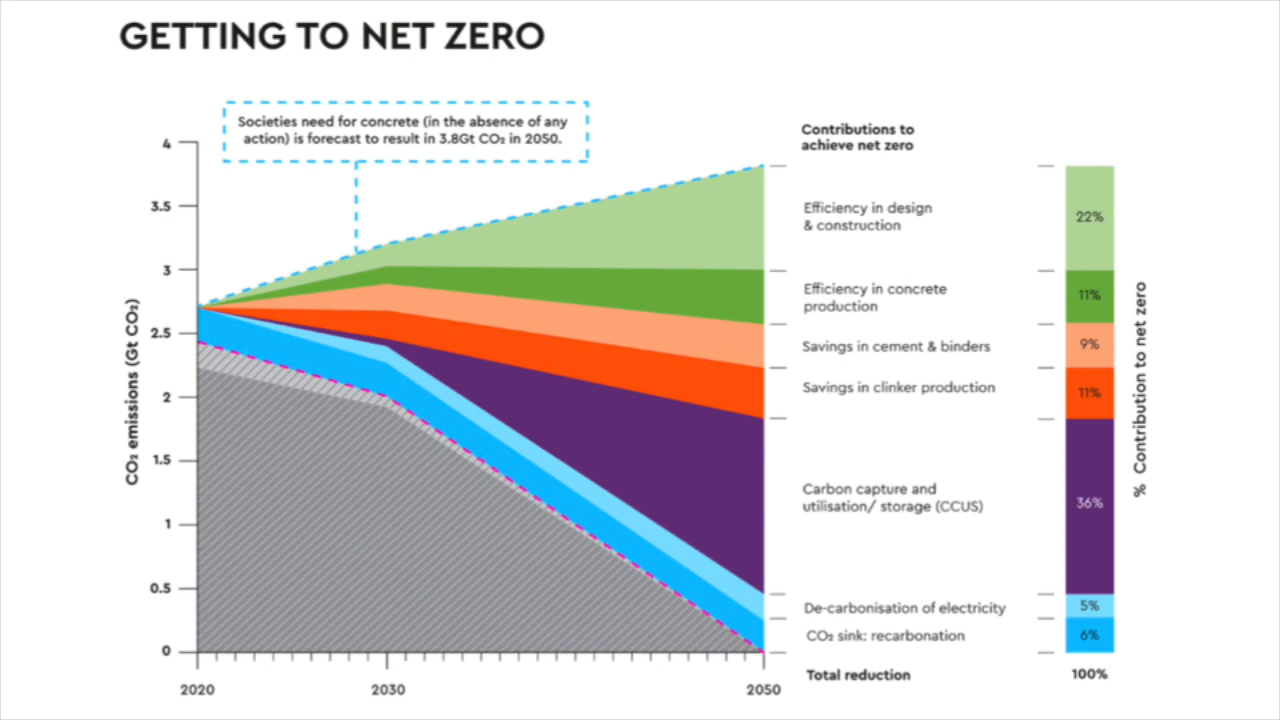 GETTING TO NET ZERO
Societies need for concrete (in the absence of any
action) is forecast to result in 3.8Gt CO₂ in 2050.
Contributions to
achieve net zero
4
3.5
3
2.5
2
1.5
1
0.5
0
CO₂ emissions (Gt CO₂)
2020
2030
2050
Efficiency in design
& construction
Efficiency in concrete
production
Savings in cement & binders
Savings in clinker production
Carbon capture and
utilisation/ storage (CCUS)
De-carbonisation of electricity
CO₂ sink: recarbonation
Total reduction
22%
11%
9%
11%
36%
5%
6%
100%
% Contribution to net zero